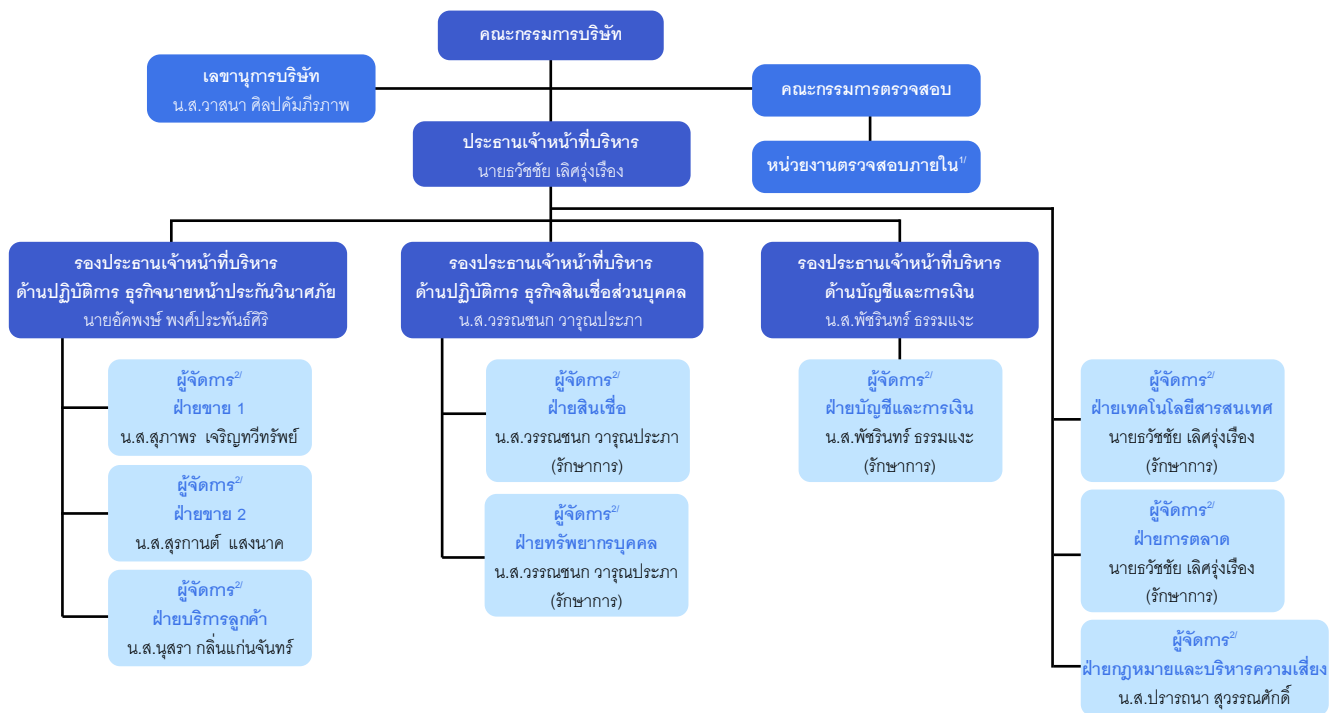 คณะกรรมการบริษัท
เลขานุการบริษัท
น.ส.วาสนา ศิลปคัมภีรภาพ
คณะกรรมการตรวจสอบ
ประธานเจ้าหน้าที่บริหาร
นายธวัชชัย เลิศรุ่งเรือง
หน่วยงานตรวจสอบภายใน1/
รองประธานเจ้าหน้าที่บริหาร
ด้านปฏิบัติการ ธุรกิจนายหน้าประกันวินาศภัย
นายอัคพงษ์ พงศ์ประพันธ์ศิริ
รองประธานเจ้าหน้าที่บริหาร
ด้านปฏิบัติการ ธุรกิจสินเชื่อส่วนบุคคล
น.ส.วรรณชนก วารุณประภา
รองประธานเจ้าหน้าที่บริหาร
ด้านบัญชีและการเงิน
น.ส.พัชรินทร์ ธรรมแงะ
ผู้จัดการ2/
ฝ่ายขาย 1
น.ส.สุภาพร เจริญทวีทรัพย์
ผู้จัดการ2/
ฝ่ายขาย 2
น.ส.สุรกานต์ แสงนาค
ผู้จัดการ2/
ฝ่ายบริการลูกค้า
น.ส.นุสรา กลิ่นแก่นจันทร์
ผู้จัดการ2/
ฝ่ายสินเชื่อ
น.ส.วรรณชนก วารุณประภา
(รักษาการ)
ผู้จัดการ2/
ฝ่ายทรัพยากรบุคคล
น.ส.วรรณชนก วารุณประภา
(รักษาการ)
ผู้จัดการ2/
ฝ่ายบัญชีและการเงิน
น.ส.พัชรินทร์ ธรรมแงะ
(รักษาการ)
ผู้จัดการ2/
ฝ่ายเทคโนโลยีสารสนเทศ
นายธวัชชัย เลิศรุ่งเรือง
(รักษาการ)
ผู้จัดการ2/
ฝ่ายการตลาด
นายธวัชชัย เลิศรุ่งเรือง
(รักษาการ)
ผู้จัดการ2/
ฝ่ายกฎหมายและบริหารความเสี่ยง
น.ส.ปรารถนา สุวรรณศักดิ์